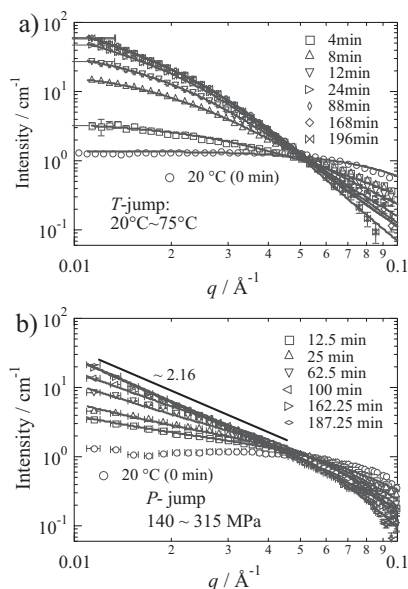 a)
10²
10¹
10⁰
10⁻¹
Intensity / cm⁻¹
4min
8min
12min
24min
88min
168min
196min
20 °C (0 min)
T-jump:
20°C~75°C
0.01 2 3 4 5 6 7 8 9 0.1
q / Å⁻¹
b)
10²
10¹
10⁰
10⁻¹
Intensity / cm⁻¹
~ 2.16
12.5 min
25 min
62.5 min
100 min
162.25 min
187.25 min
20 °C (0 min)
P- jump
140 ~ 315 MPa
0.01 2 3 4 5 6 7 8 9 0.1
q / Å⁻¹